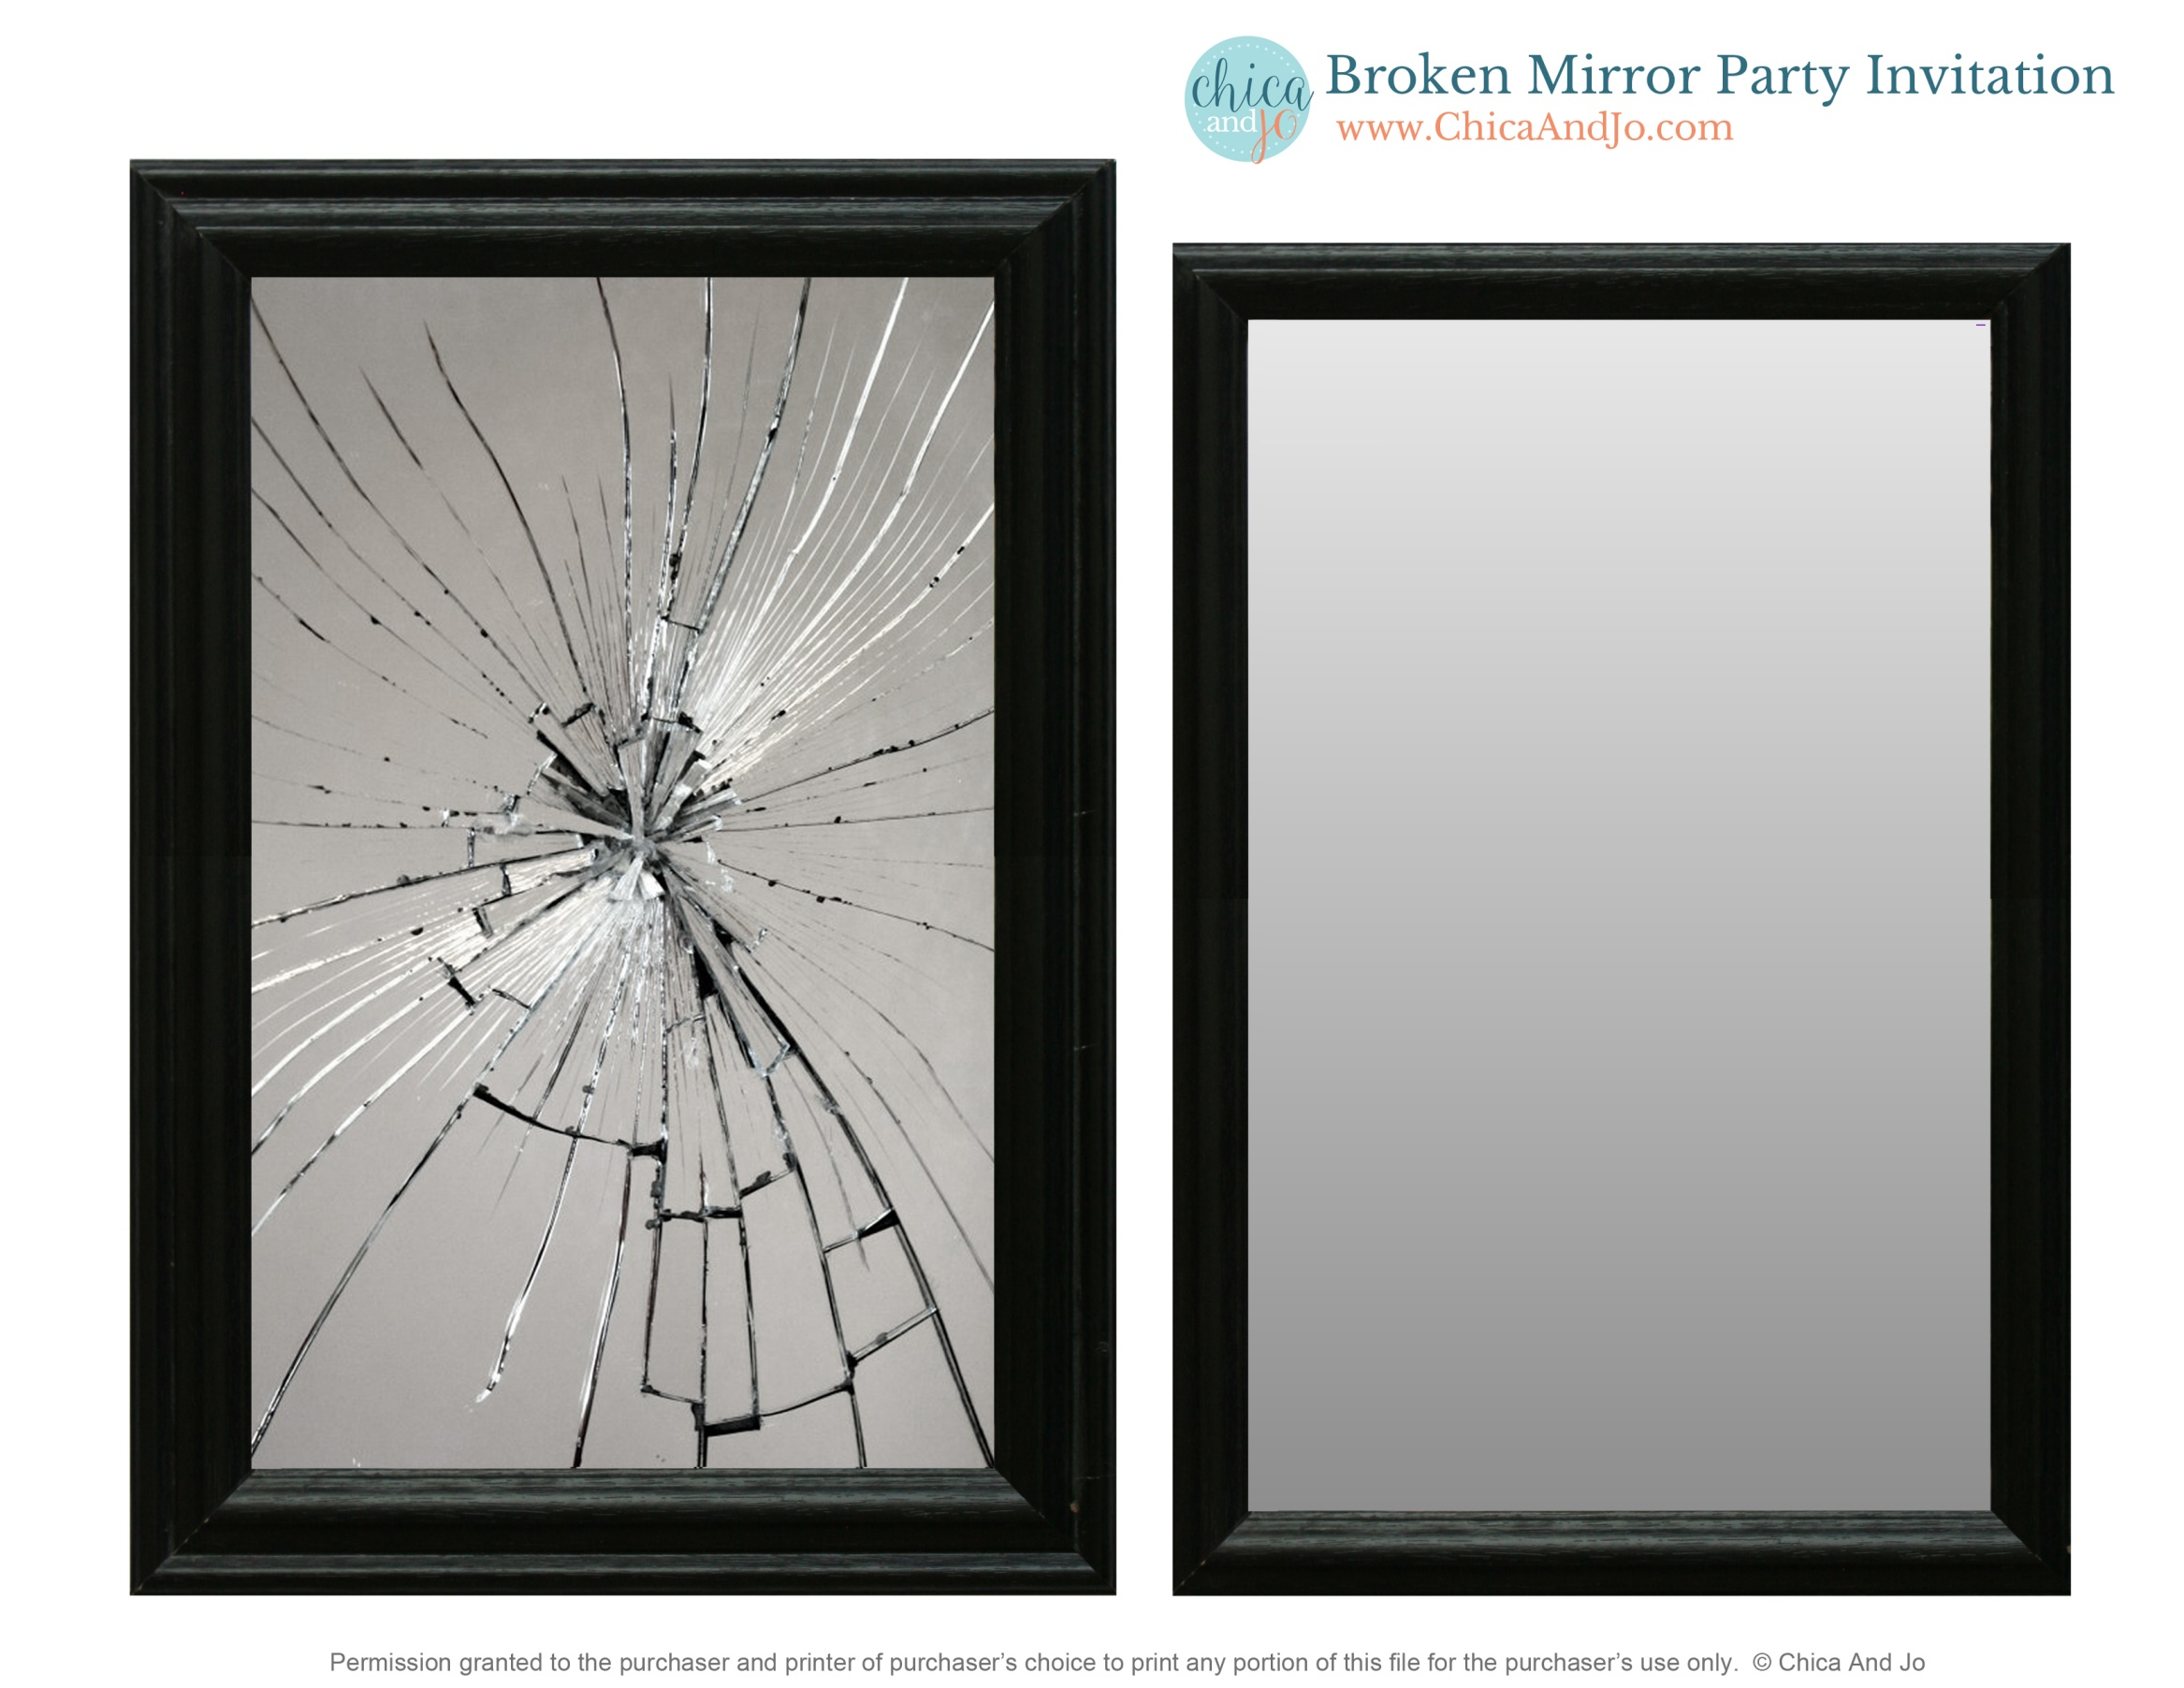 chica
and jo
Broken Mirror Party Invitation
www.ChicaAndJo.com
Permission granted to the purchaser and printer of purchaser’s choice to print any portion of this file for the purchaser’s use only.  © Chica And Jo